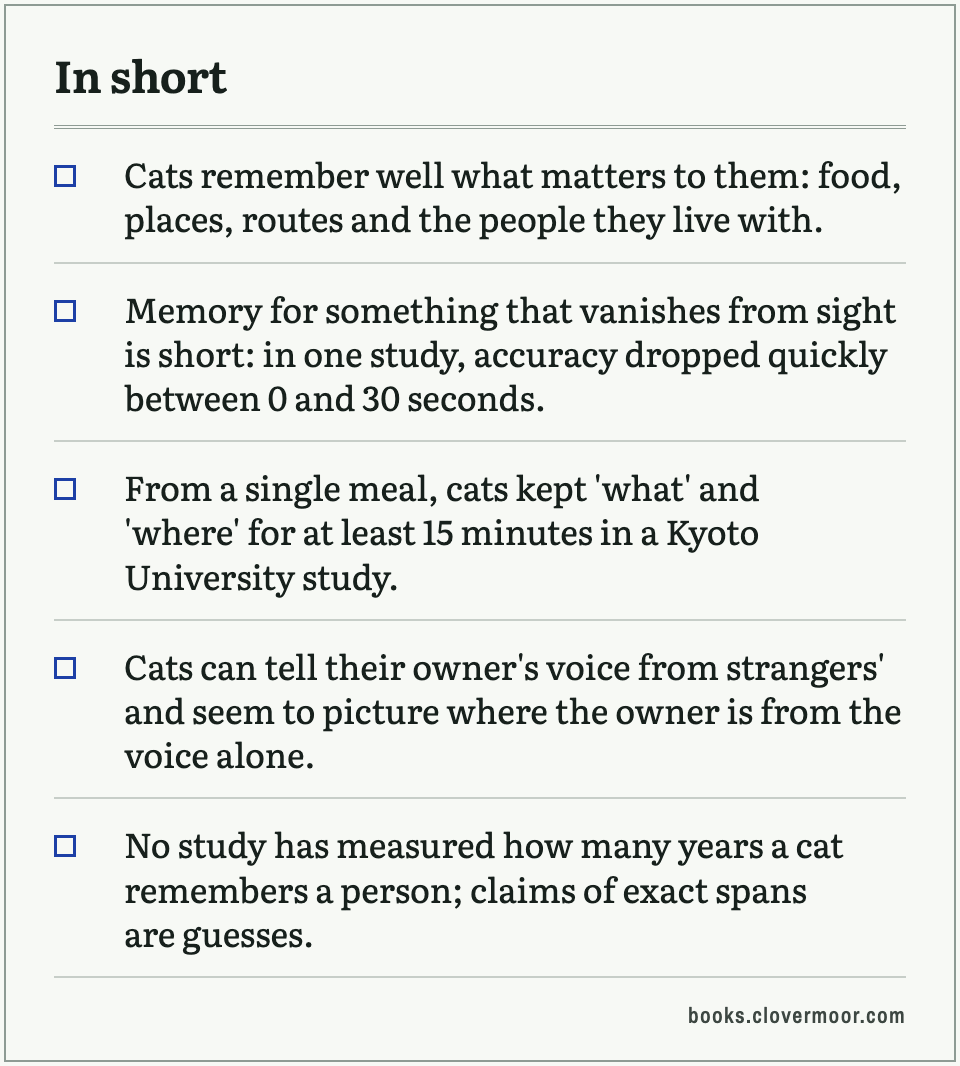 In short
Cats remember well what matters to them: food,
places, routes and the people they live with.
Memory for something that vanishes from sight
is short: in one study, accuracy dropped quickly
between 0 and 30 seconds.
From a single meal, cats kept 'what' and
'where' for at least 15 minutes in a Kyoto
University study.
Cats can tell their owner's voice from strangers'
and seem to picture where the owner is from the
voice alone.
No study has measured how many years a cat
remembers a person; claims of exact spans
are guesses.
books.clovermoor.com